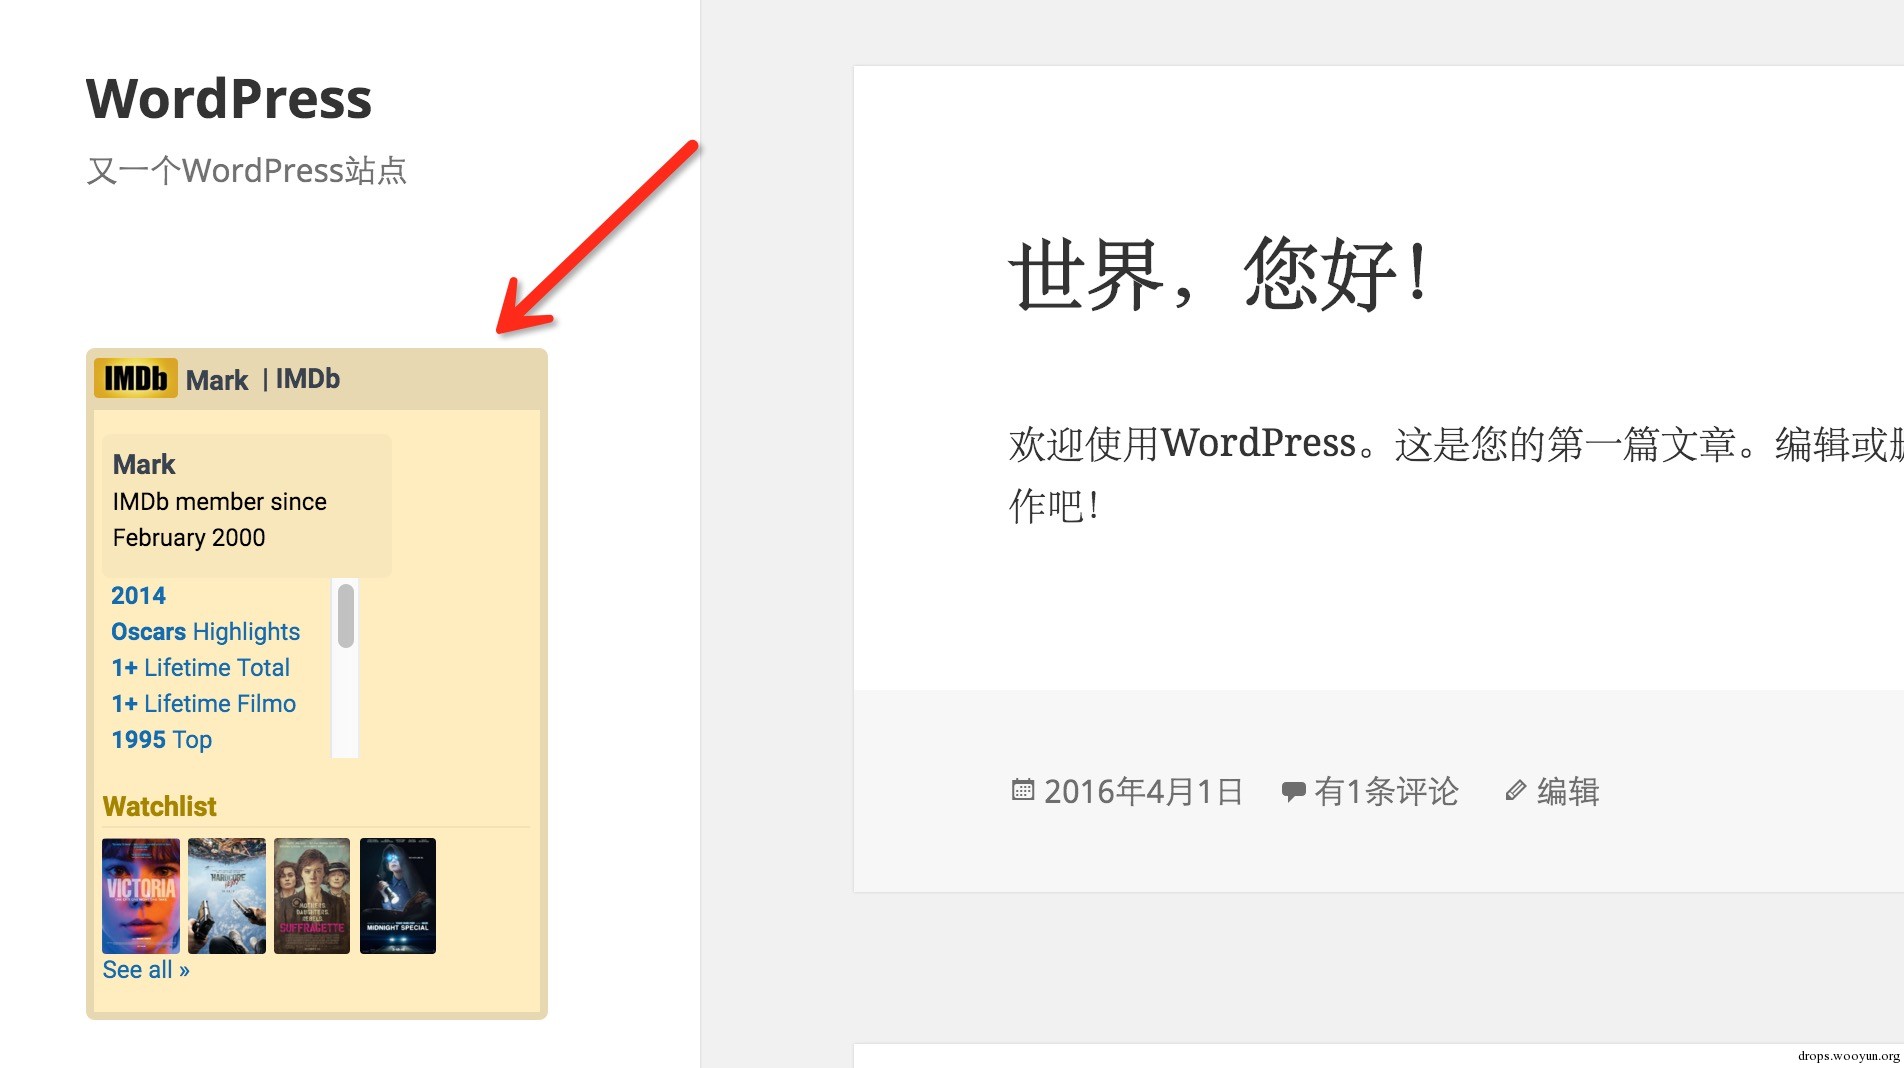 WordPress
又一个WordPress站点
IMDb Mark | IMDb
Mark
IMDb member since
February 2000
2014
Oscars Highlights
1+ Lifetime Total
1+ Lifetime Filmo
1995 Top
Watchlist
VICTORIA
HARDCORE
MOTHERS.
DAUGHTERS.
REBELS.
SUFFRAGETTE
MIDNIGHT SPECIAL
See all »
世界，您好！
欢迎使用WordPress。这是您的第一篇文章。编辑或
作吧！
2016年4月1日 有1条评论 编辑
drops.wooyun.org